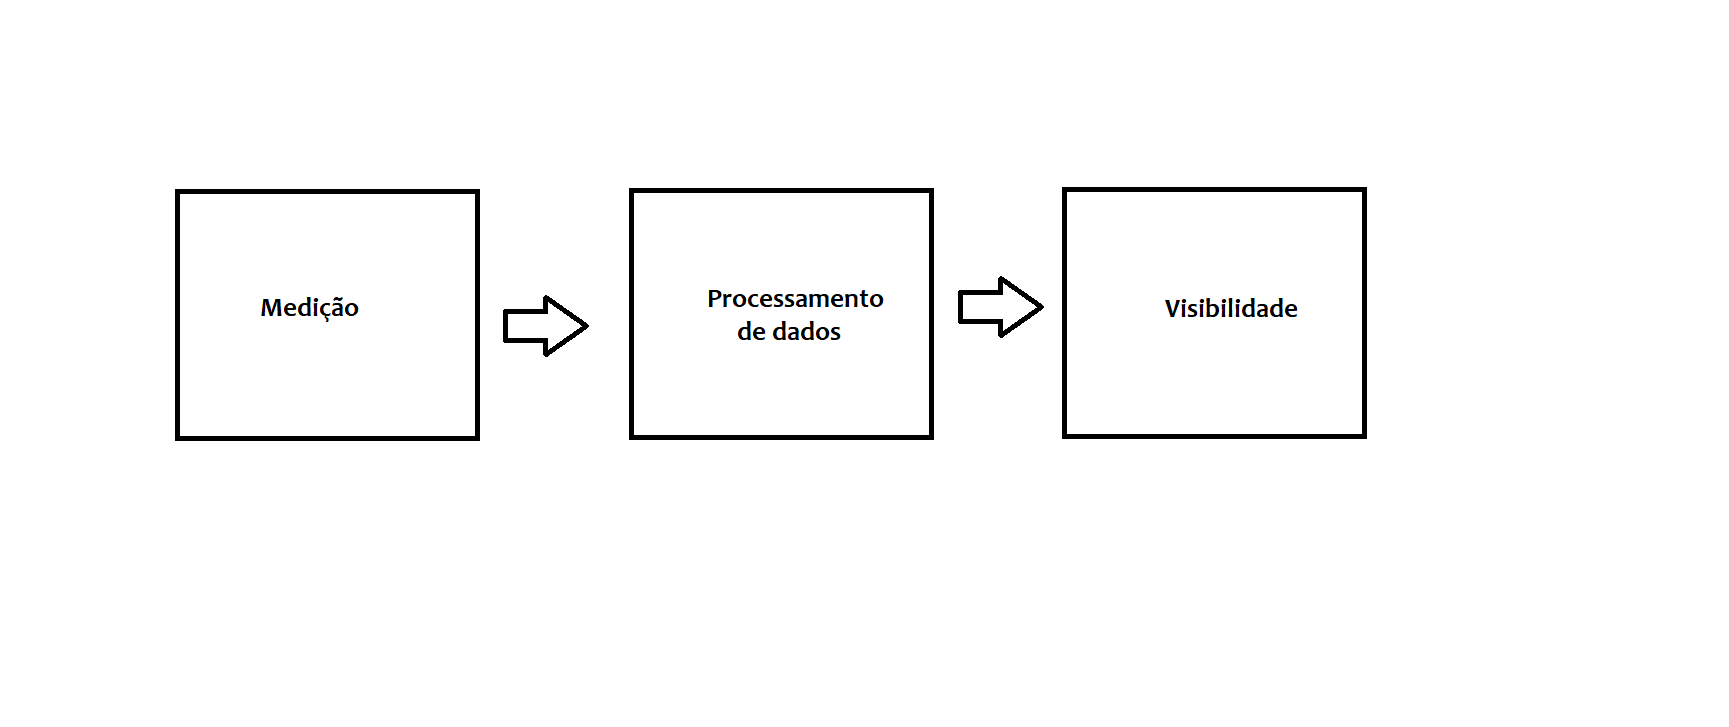 Medição
Processamento
de dados
Visibilidade